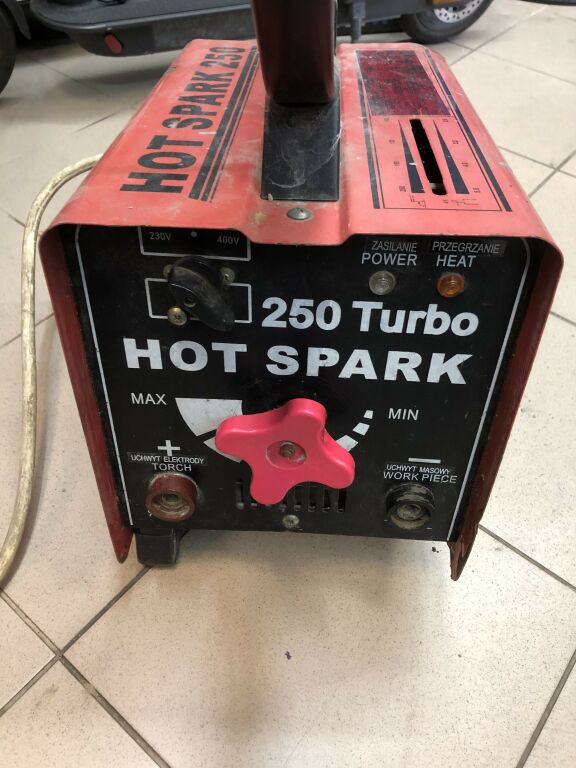 HOT SPARK 250
230V 400V
ZASILANIE
POWER
PRZEGRZANIE
HEAT
250 Turbo
HOT SPARK
MAX
MIN
+
UCHWYT ELEKTRODY
TORCH
−
UCHWYT MASOWY
WORK PIECE